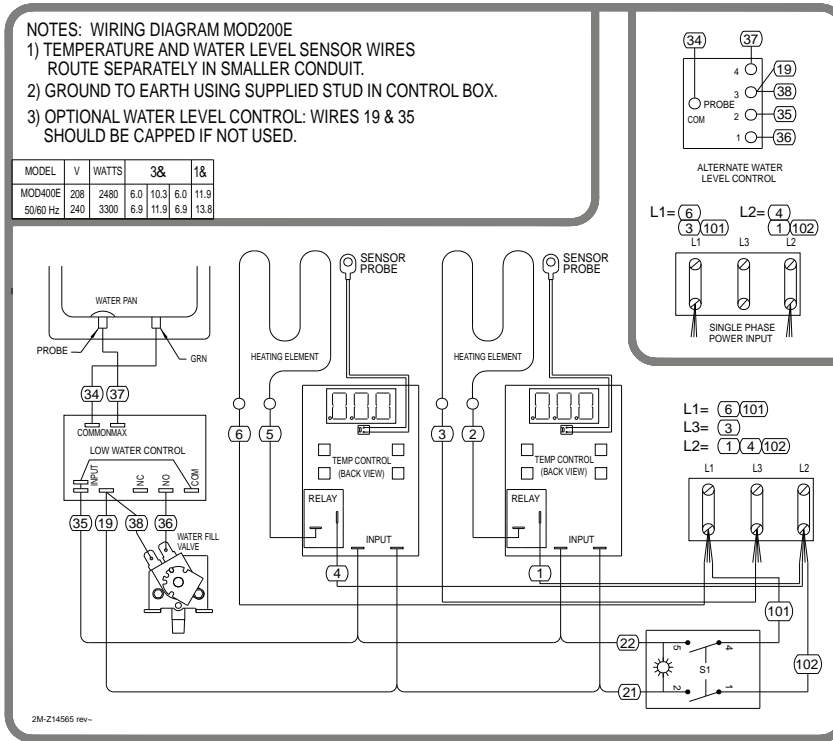 NOTES: WIRING DIAGRAM MOD200E
1) TEMPERATURE AND WATER LEVEL SENSOR WIRES
ROUTE SEPARATELY IN SMALLER CONDUIT.
2) GROUND TO EARTH USING SUPPLIED STUD IN CONTROL BOX.
3) OPTIONAL WATER LEVEL CONTROL: WIRES 19 & 35
SHOULD BE CAPPED IF NOT USED.
MODEL V WATTS 3& 1&
MOD400E 208 2480 6.0 10.3 6.0 11.9
50/60 Hz 240 3300 6.9 11.9 6.9 13.8
34 37
4 19
3 38
PROBE
COM
2 35
1 36
ALTERNATE WATER
LEVEL CONTROL
L1= 6 L2= 4
3 101 1 102
L1 L3 L2
SINGLE PHASE
POWER INPUT
WATER PAN
PROBE
GRN
34 37
COMMON MAX
LOW WATER CONTROL
INPUT NC NO COM
35 19 38 36
WATER FILL
VALVE
SENSOR
PROBE
HEATING ELEMENT
6 5
TEMP CONTROL
(BACK VIEW)
RELAY
INPUT
4
SENSOR
PROBE
HEATING ELEMENT
3 2
TEMP CONTROL
(BACK VIEW)
RELAY
INPUT
1
L1= 6 101
L3= 3
L2= 1 4 102
L1 L3 L2
101
22
5 4
S1
102
21
2 1
2M-Z14565 rev~